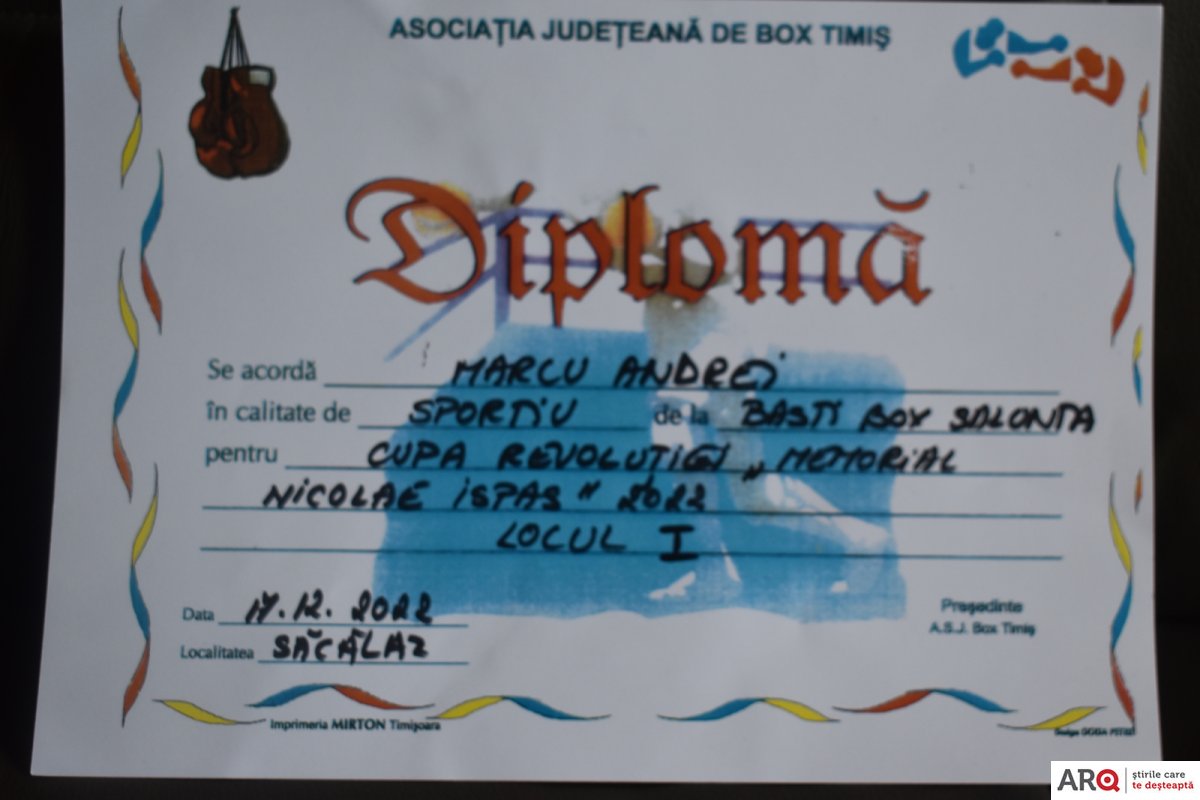 ASOCIAȚIA JUDEȚEANĂ DE BOX TIMIȘ
Diplomă
Se acordă MARCU ANDREI
în calitate de SPORTIV de la BASTI BOX SALONTA
pentru CUPA REVOLUȚIEI „MEMORIAL
NICOLAE ISPAS" 2022
LOCUL I
Data 17.12.2022
Localitatea SĂCĂLAZ
Președinte
A.S.J. Box Timiș
Imprimeria MIRTON Timișoara
ARQ știrile care
te deșteaptă